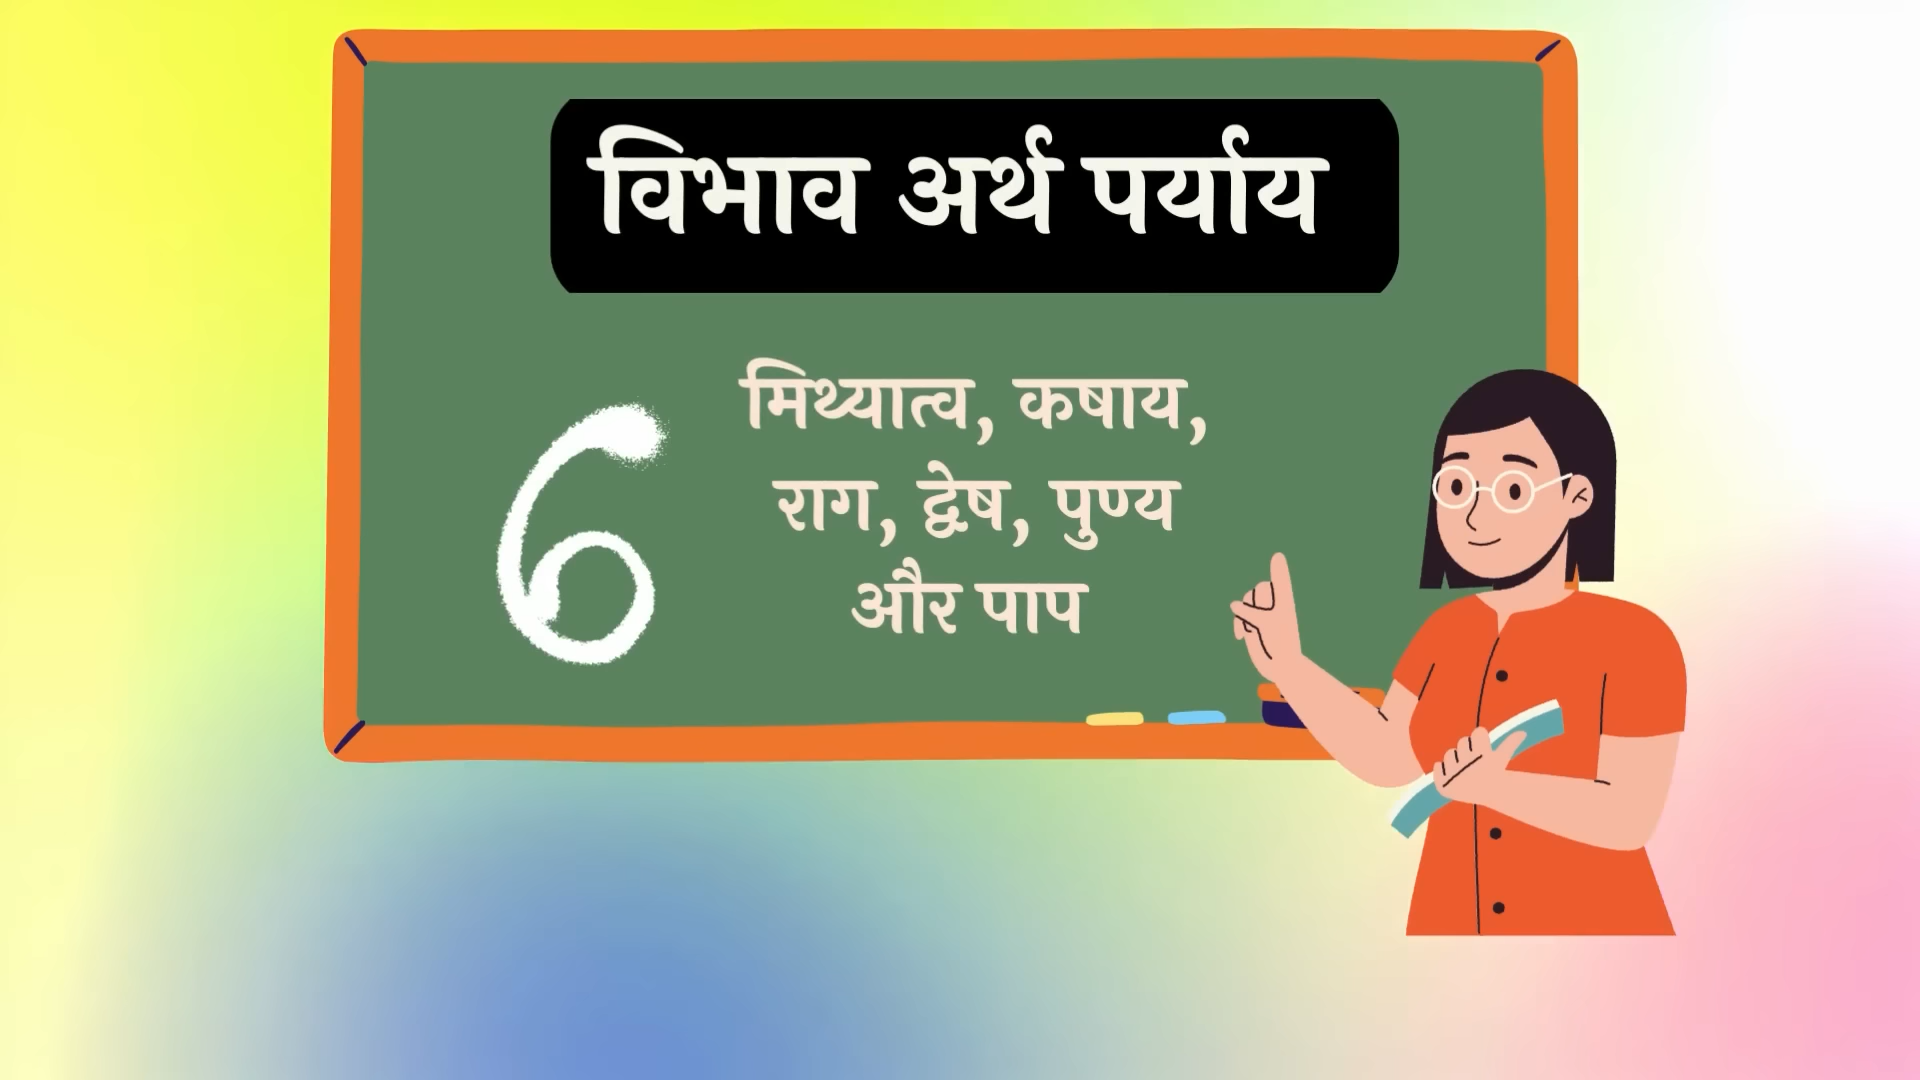 विभाव अर्थ पर्याय
6
मिथ्यात्व, कषाय,
राग, द्वेष, पुण्य
और पाप